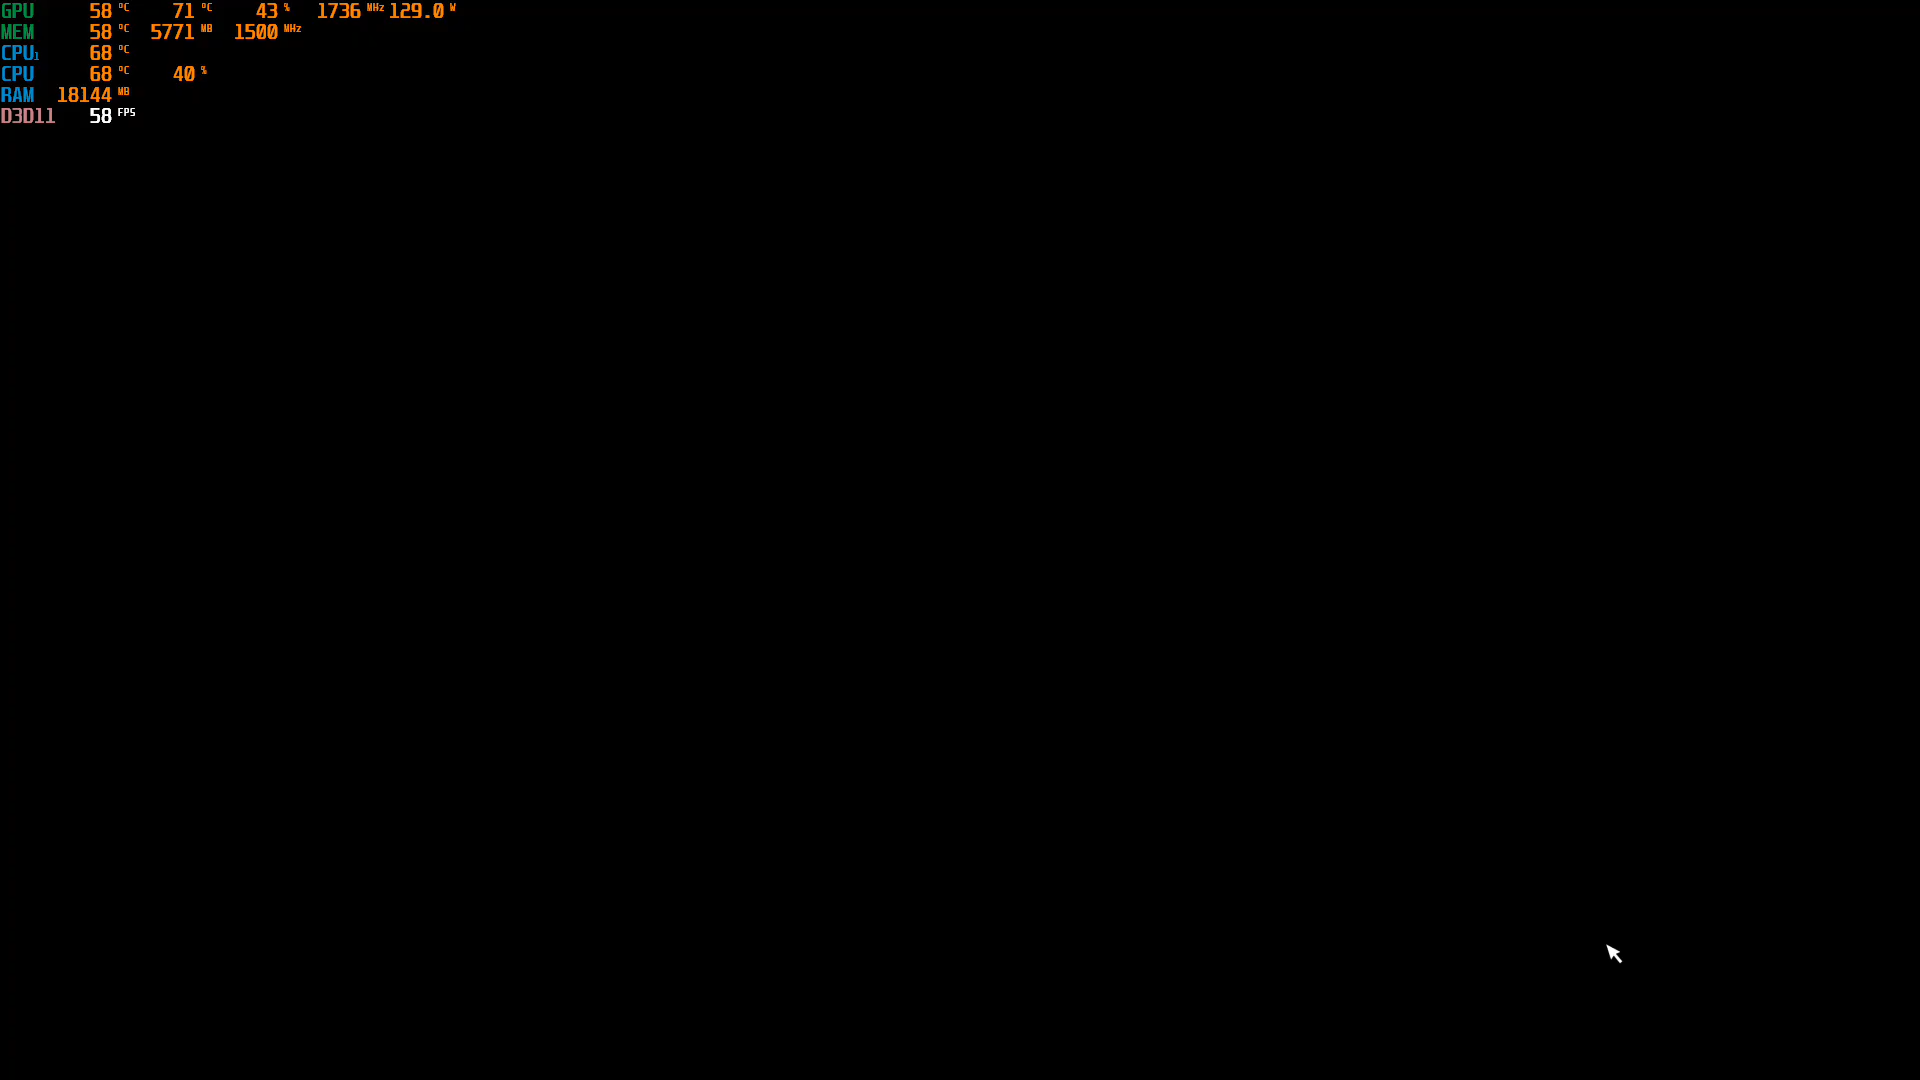 GPU 58 °C 71 °C 43 % 1736 MHz 129.0 W
MEM 58 °C 5771 MB 1500 MHz
CPU1 68 °C
CPU 68 °C 40 %
RAM 18144 MB
D3D11 58 FPS